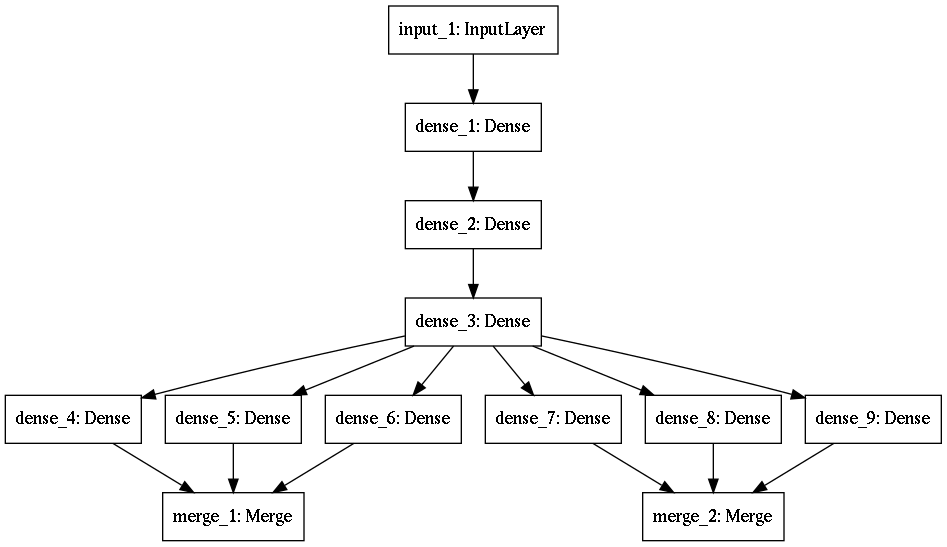 input_1: InputLayer
dense_1: Dense
dense_2: Dense
dense_3: Dense
dense_4: Dense
dense_5: Dense
dense_6: Dense
dense_7: Dense
dense_8: Dense
dense_9: Dense
merge_1: Merge
merge_2: Merge